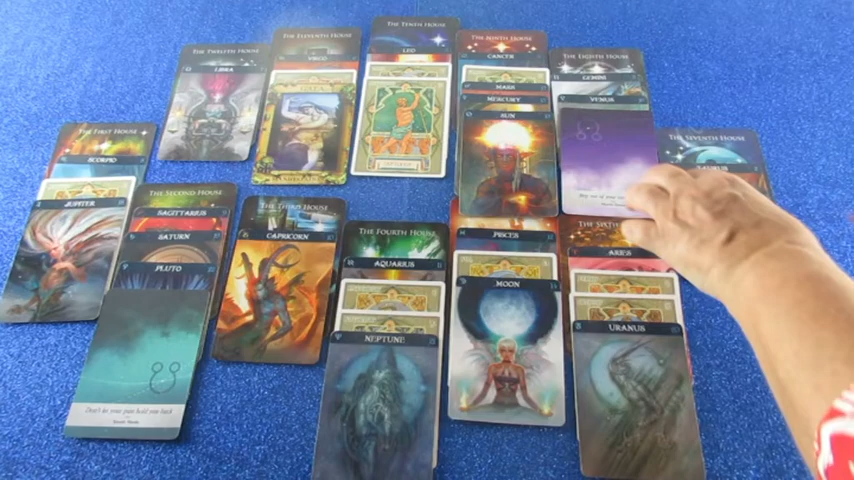 THE TENTH HOUSE
LEO
THE ELEVENTH HOUSE
VIRGO
THE NINTH HOUSE
CANCER
MARS
MERCURY
SUN
THE TWELFTH HOUSE
LIBRA
THE EIGHTH HOUSE
GEMINI
VENUS
THE FIRST HOUSE
SCORPIO
JUPITER
THE SEVENTH HOUSE
TAURUS
THE SECOND HOUSE
SAGITTARIUS
SATURN
PLUTO
Don't let your past hold you back
South Node
THE THIRD HOUSE
CAPRICORN
THE FOURTH HOUSE
AQUARIUS
NEPTUNE
PISCES
MOON
THE SIXTH
ARIES
URANUS